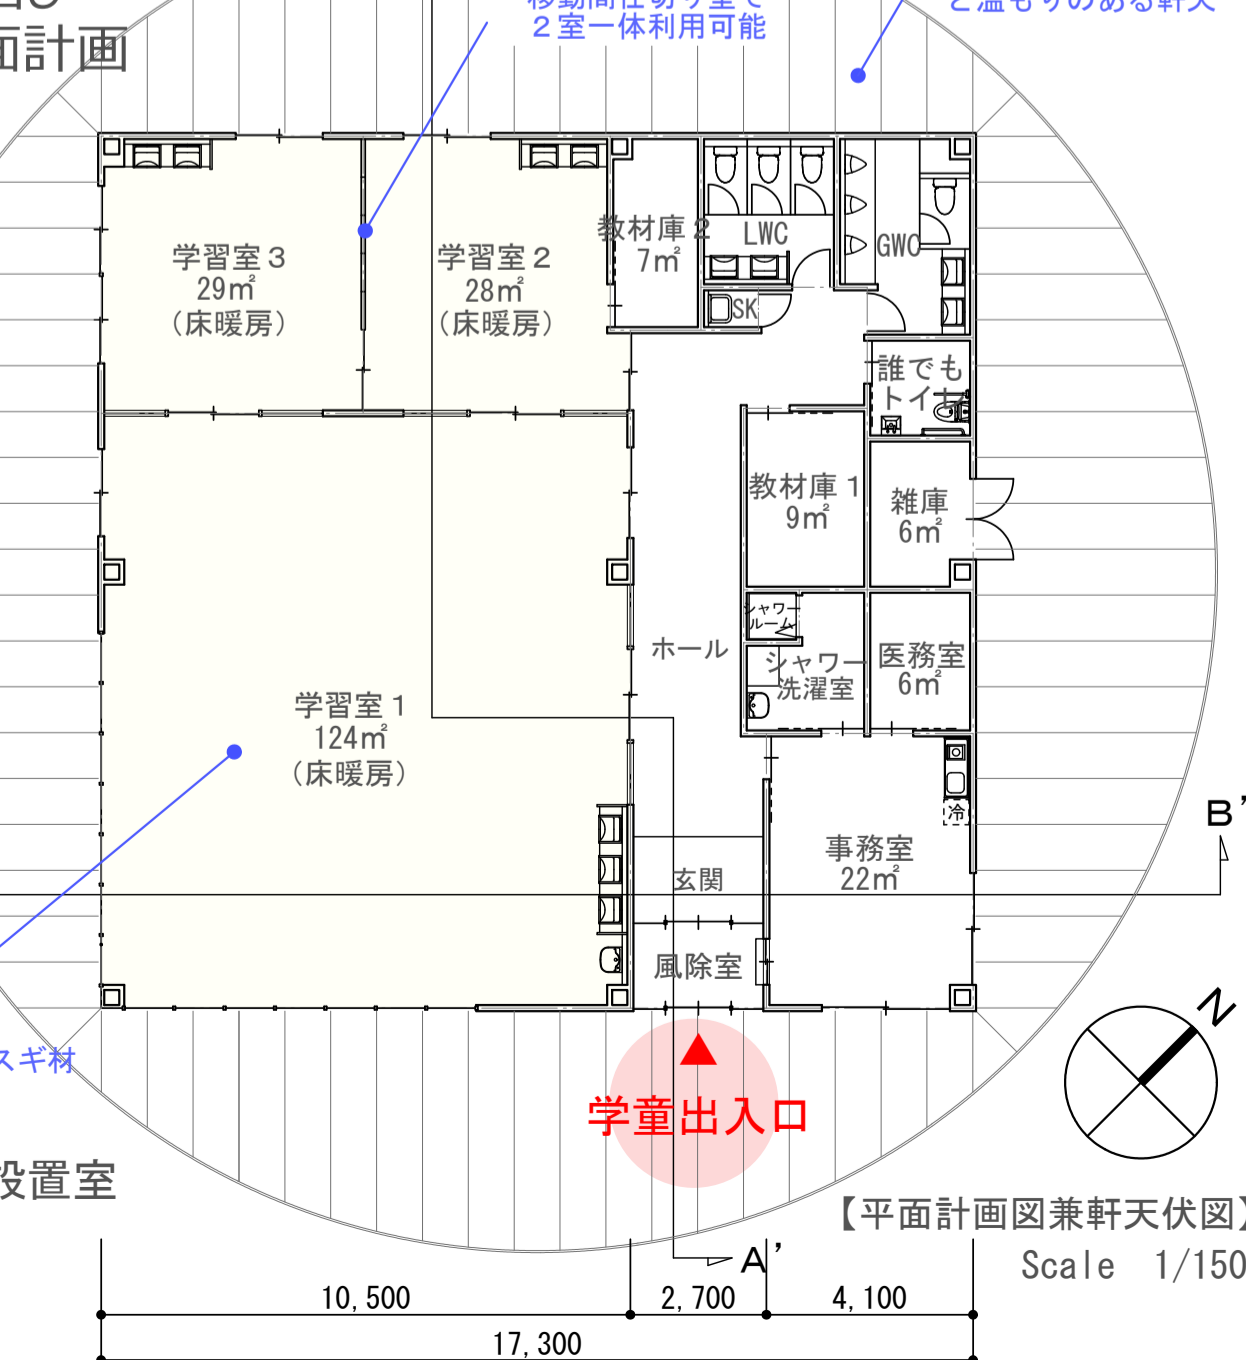 面計画
移動間仕切り壁で
２室一体利用可能
と温もりのある軒天
学習室３
29㎡
（床暖房）
学習室２
28㎡
（床暖房）
教材庫２
7㎡
LWC
GWC
SK
誰でも
トイレ
教材庫１
9㎡
雑庫
6㎡
シャワー
ルーム
ホール
シャワー
洗濯室
医務室
6㎡
学習室１
124㎡
（床暖房）
冷
事務室
22㎡
玄関
風除室
B’
N
スギ材
学童出入口
設置室
【平面計画図兼軒天伏図】
Scale 1/150
A’
10,500
2,700
4,100
17,300